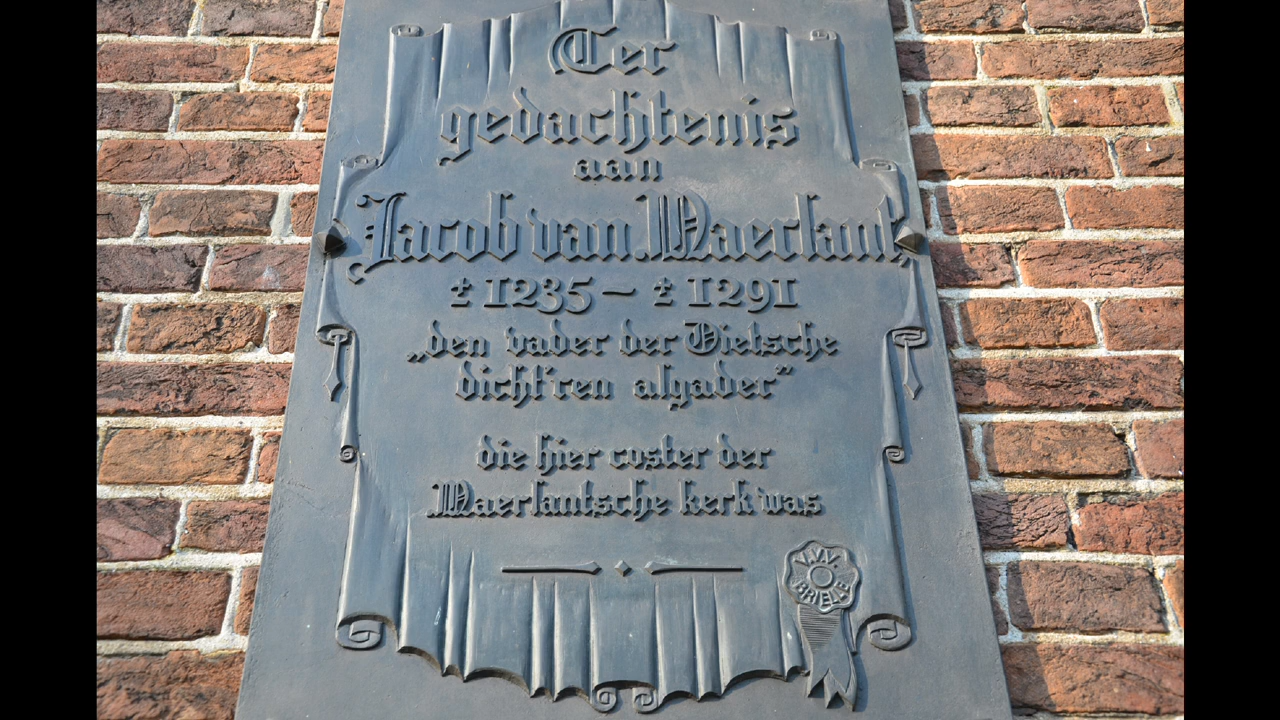 Ter
gedachtenis
aan
Jacob van Maerlant,
± 1235 – ± 1291
„den vader der Dietsche
dicht'ren algader”
die hier coster der
Maerlantsche kerk was
V.V.V.
BRIELLE